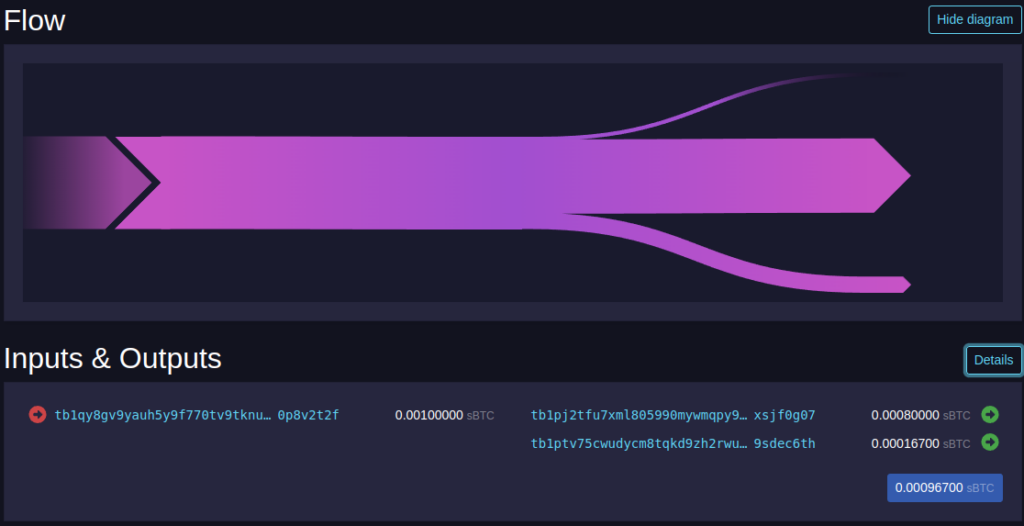 Flow
Hide diagram
Inputs & Outputs
Details
tb1qy8gv9yauh5y9f770tv9tknu… 0p8v2t2f 0.00100000 sBTC
tb1pj2tfu7xml805990mywmqpy9… xsjf0g07 0.00080000 sBTC
tb1ptv75cwudycm8tqkd9zh2rwu… 9sdec6th 0.00016700 sBTC
0.00096700 sBTC